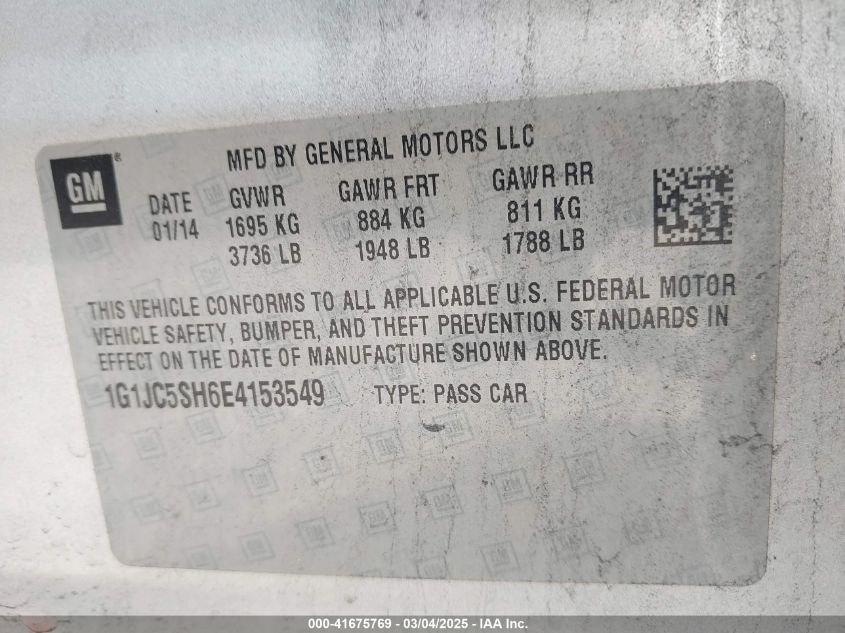 GM®
MFD BY GENERAL MOTORS LLC
DATE GVWR GAWR FRT GAWR RR
01/14 1695 KG 884 KG 811 KG
3736 LB 1948 LB 1788 LB
THIS VEHICLE CONFORMS TO ALL APPLICABLE U.S. FEDERAL MOTOR
VEHICLE SAFETY, BUMPER, AND THEFT PREVENTION STANDARDS IN
EFFECT ON THE DATE OF MANUFACTURE SHOWN ABOVE.
1G1JC5SH6E4153549 TYPE: PASS CAR
000-41675769 - 03/04/2025 - IAA Inc.